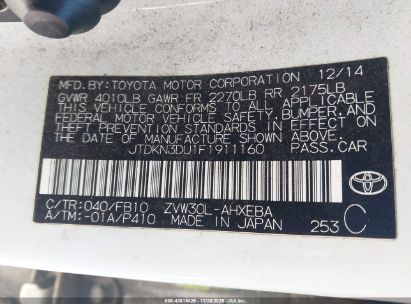 MFD. BY: TOYOTA MOTOR CORPORATION 12/14
GVWR 4010LB GAWR FR 2270LB RR 2175LB
THIS VEHICLE CONFORMS TO ALL APPLICABLE
FEDERAL MOTOR VEHICLE SAFETY,BUMPER,AND
THEFT PREVENTION STANDARDS IN EFFECT ON
THE DATE OF MANUFACTURE SHOWN ABOVE.
JTDKN3DU1F1911160 PASS.CAR
C/TR:040/FB10 ZVW30L-AHXEBA
A/TM:-01A/P410 MADE IN JAPAN 253 C
TOYOTA